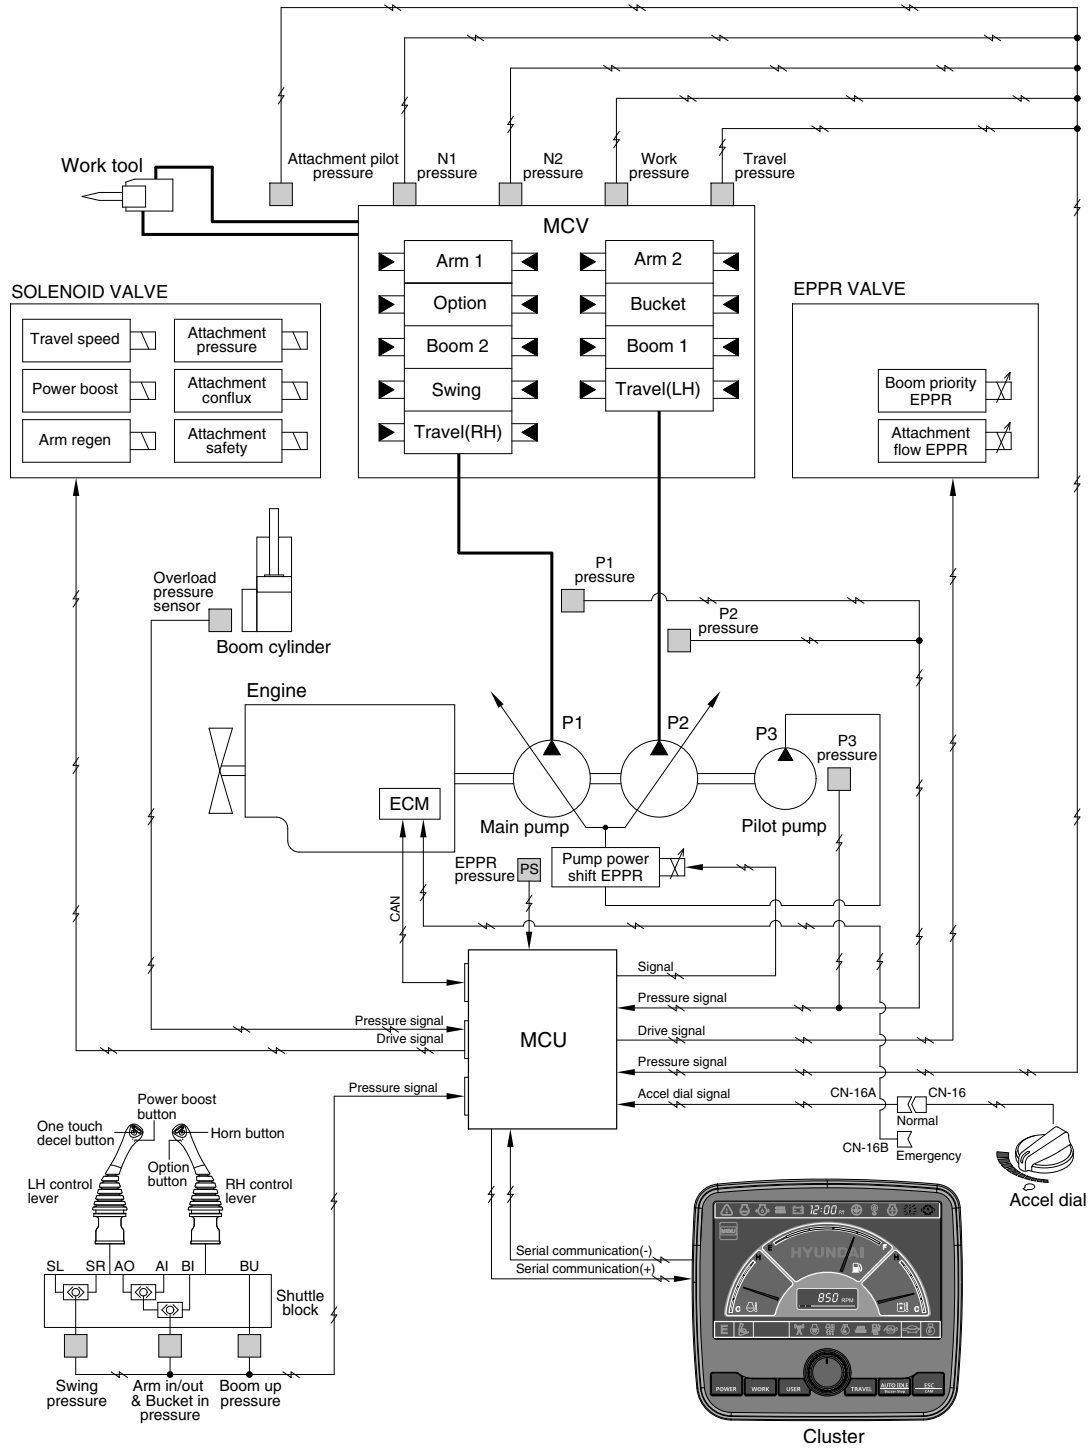 Work tool
Attachment pilot
pressure
N1
pressure
N2
pressure
Work
pressure
Travel
pressure
MCV
Arm 1
Option
Boom 2
Swing
Travel(RH)
Arm 2
Bucket
Boom 1
Travel(LH)
SOLENOID VALVE
Travel speed
Power boost
Arm regen
Attachment
pressure
Attachment
conflux
Attachment
safety
EPPR VALVE
Boom priority
EPPR
Attachment
flow EPPR
Overload
pressure
sensor
Boom cylinder
P1
pressure
P2
pressure
Engine
ECM
P1
P2
P3
P3
pressure
Main pump
Pilot pump
EPPR
pressure
PS
Pump power
shift EPPR
CAN
MCU
Signal
Pressure signal
Drive signal
Pressure signal
Accel dial signal
Pressure signal
Drive signal
Pressure signal
CN-16A
CN-16
Normal
CN-16B
Emergency
Accel dial
Power boost
button
One touch
decel button
Horn button
Option
button
LH control
lever
RH control
lever
SL
SR
AO
AI
BI
BU
Shuttle
block
Swing
pressure
Arm in/out
& Bucket in
pressure
Boom up
pressure
Serial communication(-)
Serial communication(+)
12:00
MENU
HYUNDAI
E
F
H
C
H
C
850 RPM
E
POWER
WORK
USER
TRAVEL
AUTO IDLE
Buzzer Stop
ESC
CAM
Cluster